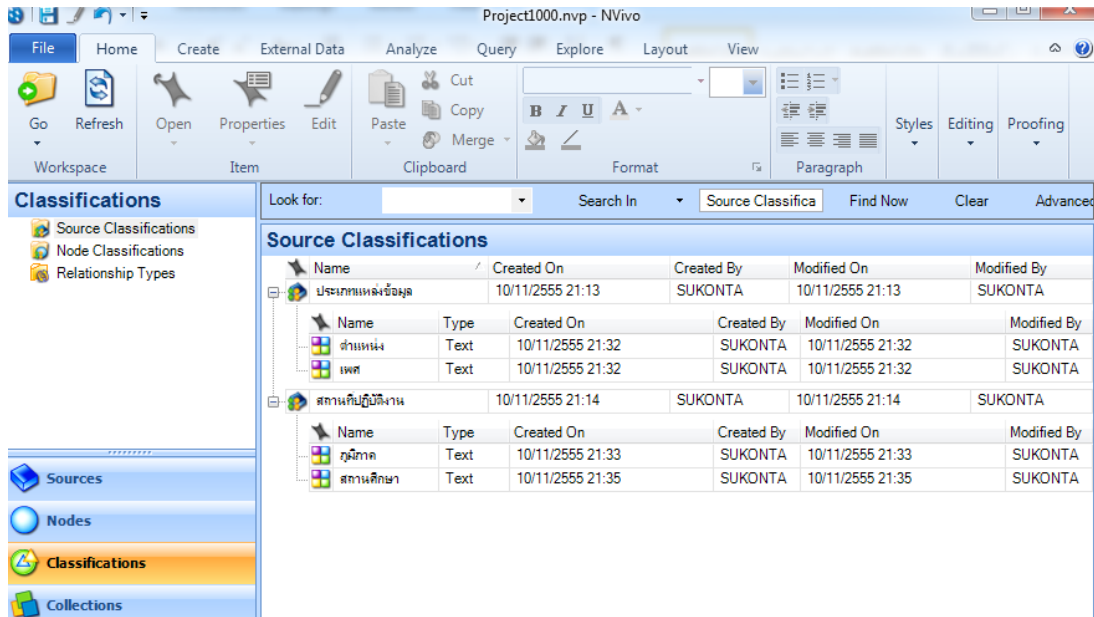 Project1000.nvp - NVivo
File Home Create External Data Analyze Query Explore Layout View
Go Refresh Open Properties Edit Paste Cut Copy Merge B I U A Styles Editing Proofing
Workspace Item Clipboard Format Paragraph
Classifications
Source Classifications
Node Classifications
Relationship Types
Look for: Search In Source Classifica Find Now Clear Advanced
Source Classifications
Name Created On Created By Modified On Modified By
ประเภทแหล่งข้อมูล 10/11/2555 21:13 SUKONTA 10/11/2555 21:13 SUKONTA
Name Type Created On Created By Modified On Modified By
ตำแหน่ง Text 10/11/2555 21:32 SUKONTA 10/11/2555 21:32 SUKONTA
เพศ Text 10/11/2555 21:32 SUKONTA 10/11/2555 21:32 SUKONTA
สถานที่ปฏิบัติงาน 10/11/2555 21:14 SUKONTA 10/11/2555 21:14 SUKONTA
Name Type Created On Created By Modified On Modified By
ภูมิภาค Text 10/11/2555 21:33 SUKONTA 10/11/2555 21:33 SUKONTA
สถานศึกษา Text 10/11/2555 21:35 SUKONTA 10/11/2555 21:35 SUKONTA
Sources
Nodes
Classifications
Collections